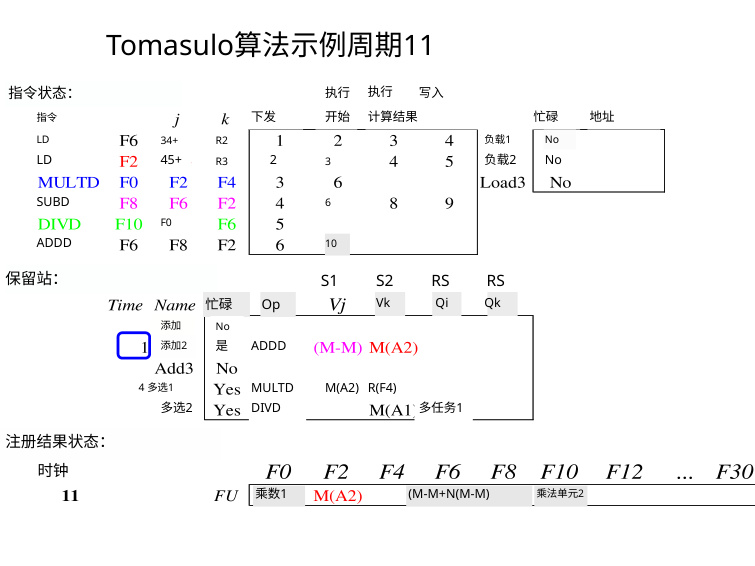 Tomasulo算法示例周期11
指令状态： 执行 执行 写入
指令 j k 下发 开始 计算结果 忙碌 地址
LD F6 34+ R2 1 2 3 4 负载1 No
LD F2 45+ R3 2 3 4 5 负载2 No
MULTD F0 F2 F4 3 6 Load3 No
SUBD F8 F6 F2 4 6 8 9
DIVD F10 F0 F6 5
ADDD F6 F8 F2 6 10
保留站： S1 S2 RS RS
Time Name 忙碌 Op Vj Vk Qi Qk
添加 No
1 添加2 是 ADDD (M-M) M(A2)
Add3 No
4 多选1 Yes MULTD M(A2) R(F4)
多选2 Yes DIVD M(A1 多任务1
注册结果状态：
时钟 F0 F2 F4 F6 F8 F10 F12 ... F30
11 FU 乘数1 M(A2) (M-M+N(M-M) 乘法单元2